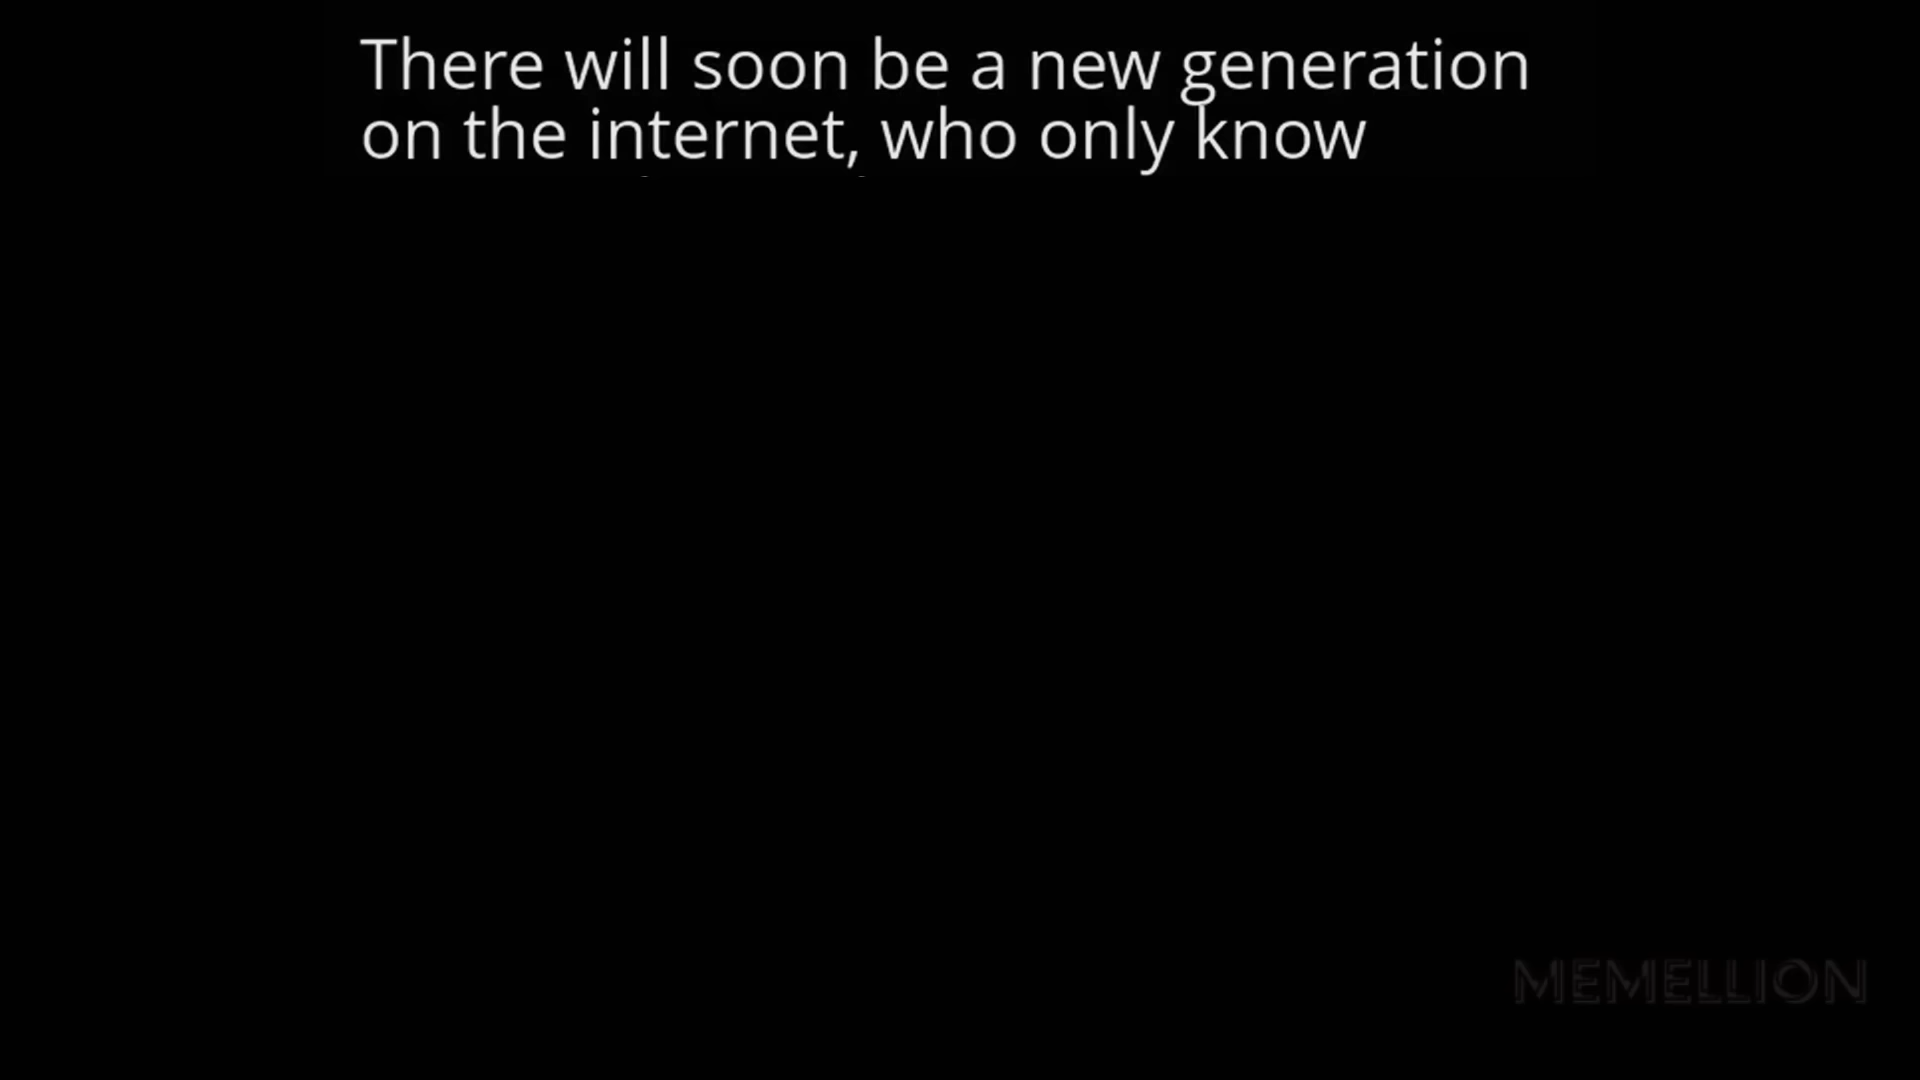 There will soon be a new generation
on the internet, who only know
MEMELLION